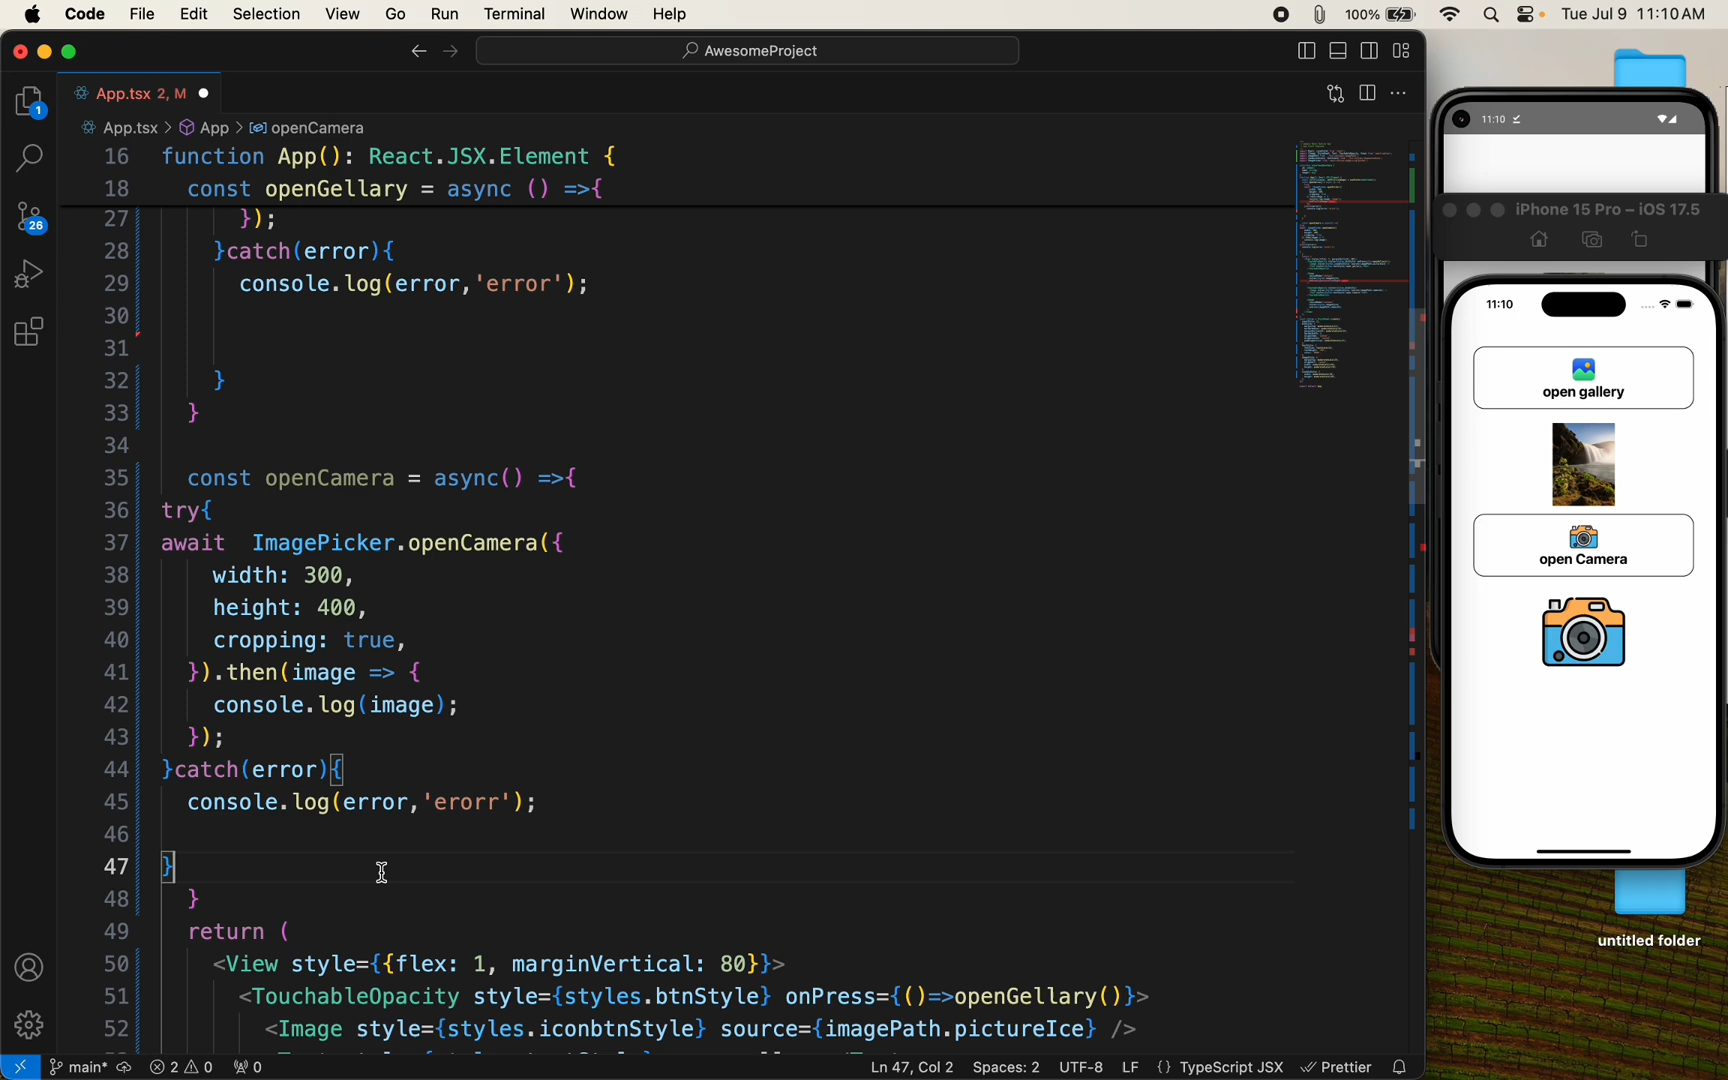 Code File Edit Selection View Go Run Terminal Window Help 100% Tue Jul 9 11:10 AM
AwesomeProject
1 App.tsx 2, M
App.tsx > App > openCamera
16 function App(): React.JSX.Element {
18 const openGellary = async () =>{
27 });
28 }catch(error){
29 console.log(error,'error');
30
31
32 }
33 }
34
35 const openCamera = async() =>{
36 try{
37 await ImagePicker.openCamera({
38 width: 300,
39 height: 400,
40 cropping: true,
41 }).then(image => {
42 console.log(image);
43 });
44 }catch(error){
45 console.log(error,'erorr');
46
47 }
48 }
49 return (
50 <View style={{flex: 1, marginVertical: 80}}>
51 <TouchableOpacity style={styles.btnStyle} onPress={()=>openGellary()}>
52 <Image style={styles.iconbtnStyle} source={imagePath.pictureIce} />
26
main* 2 0 0 Ln 47, Col 2 Spaces: 2 UTF-8 LF {} TypeScript JSX Prettier
11:10
iPhone 15 Pro – iOS 17.5
11:10
open gallery
open Camera
untitled folder